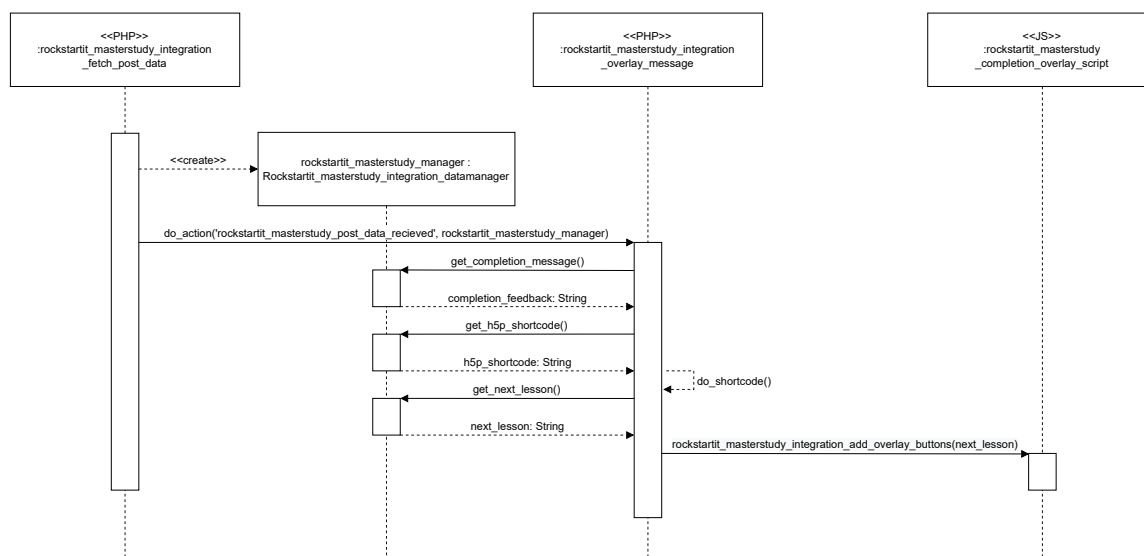 <<PHP>>
:rockstartit_masterstudy_integration
_fetch_post_data
<<PHP>>
:rockstartit_masterstudy_integration
_overlay_message
<<JS>>
:rockstartit_masterstudy
_completion_overlay_script
<<create>>
rockstartit_masterstudy_manager :
Rockstartit_masterstudy_integration_datamanager
do_action('rockstartit_masterstudy_post_data_recieved', rockstartit_masterstudy_manager)
get_completion_message()
completion_feedback: String
get_h5p_shortcode()
h5p_shortcode: String
do_shortcode()
get_next_lesson()
next_lesson: String
rockstartit_masterstudy_integration_add_overlay_buttons(next_lesson)